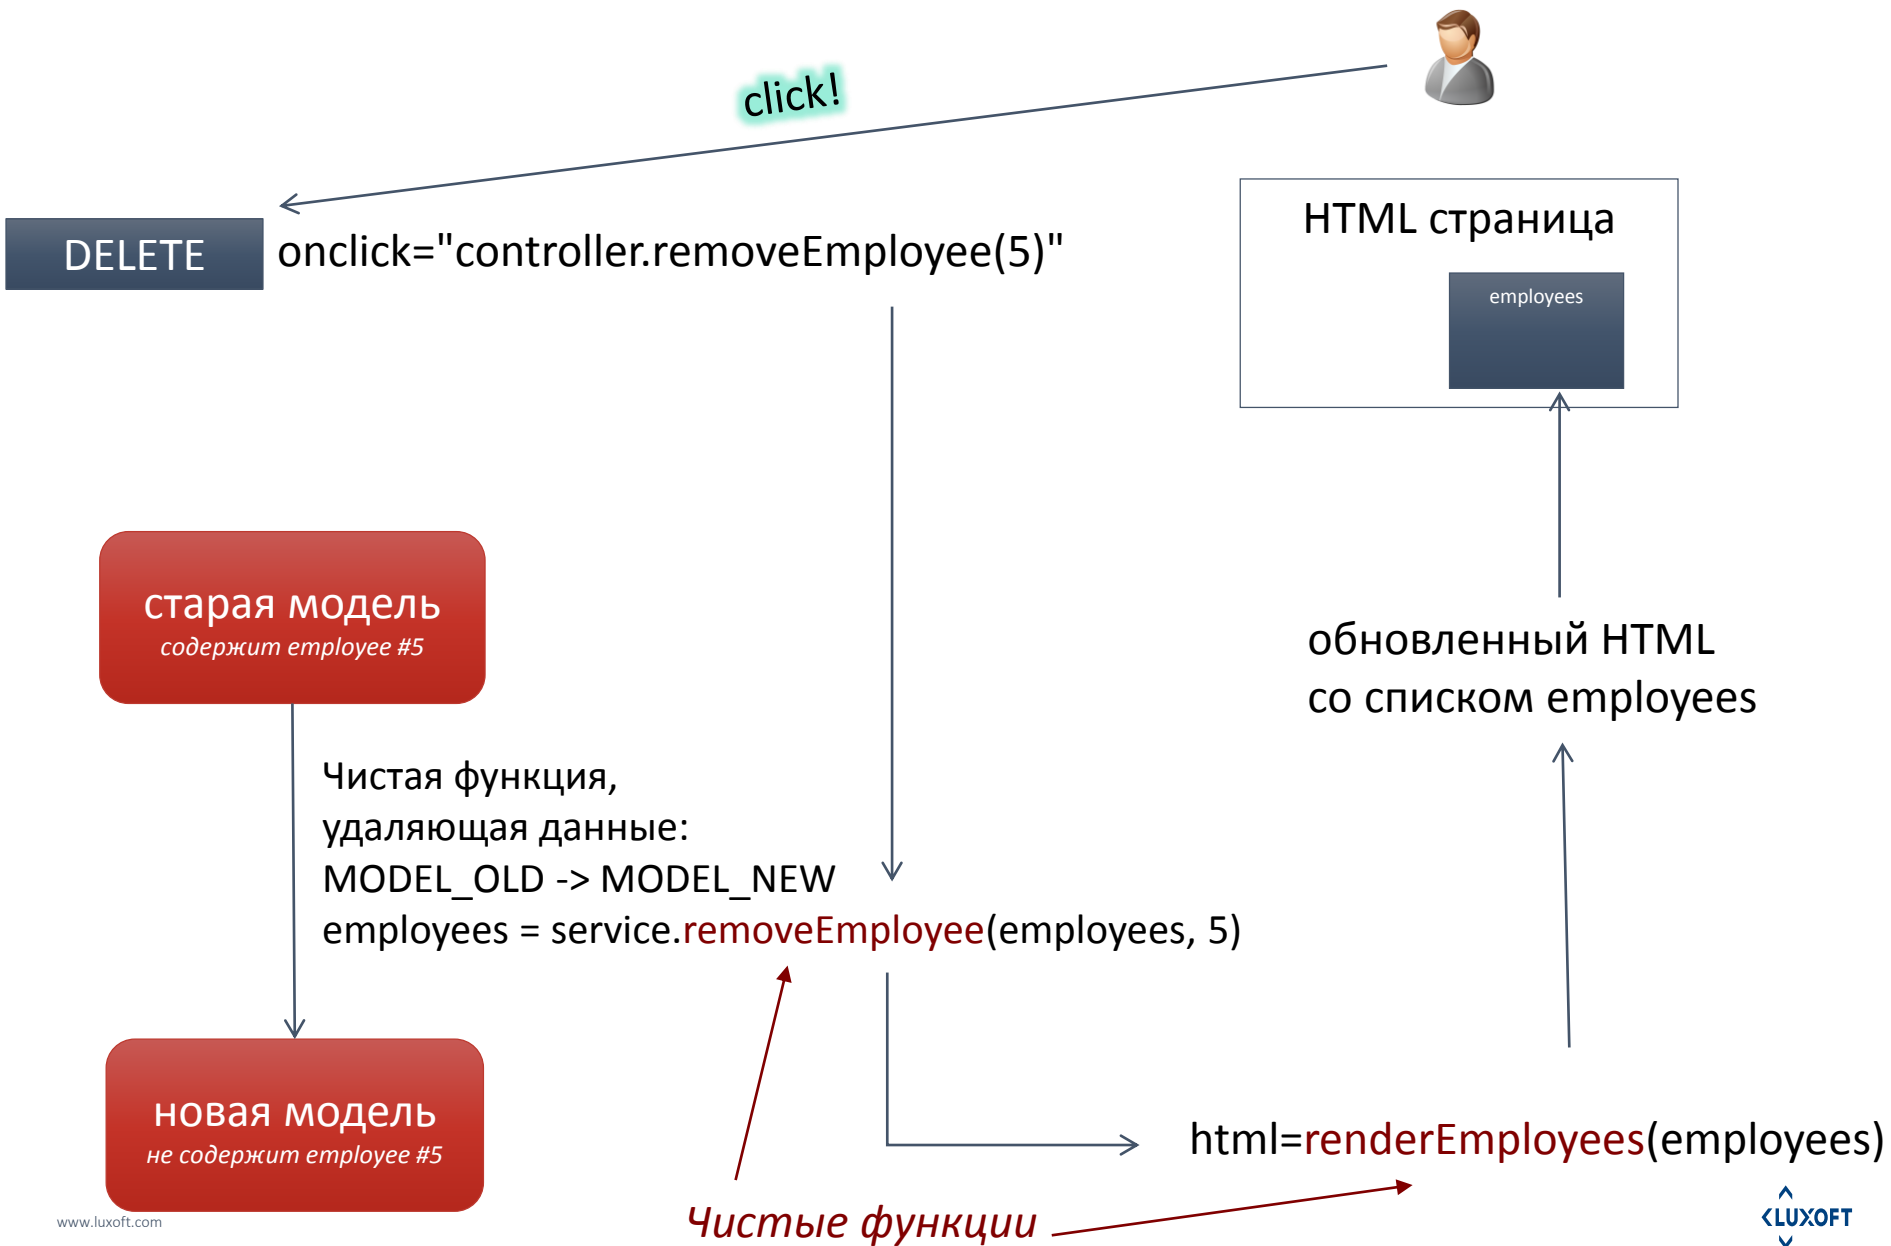 click!
DELETE
onclick="controller.removeEmployee(5)"
HTML страница
employees
старая модель
содержит employee #5
обновленный HTML
со списком employees
Чистая функция,
удаляющая данные:
MODEL_OLD -> MODEL_NEW
employees = service.removeEmployee(employees, 5)
новая модель
не содержит employee #5
html=renderEmployees(employees)
Чистые функции
www.luxoft.com
LUXOFT